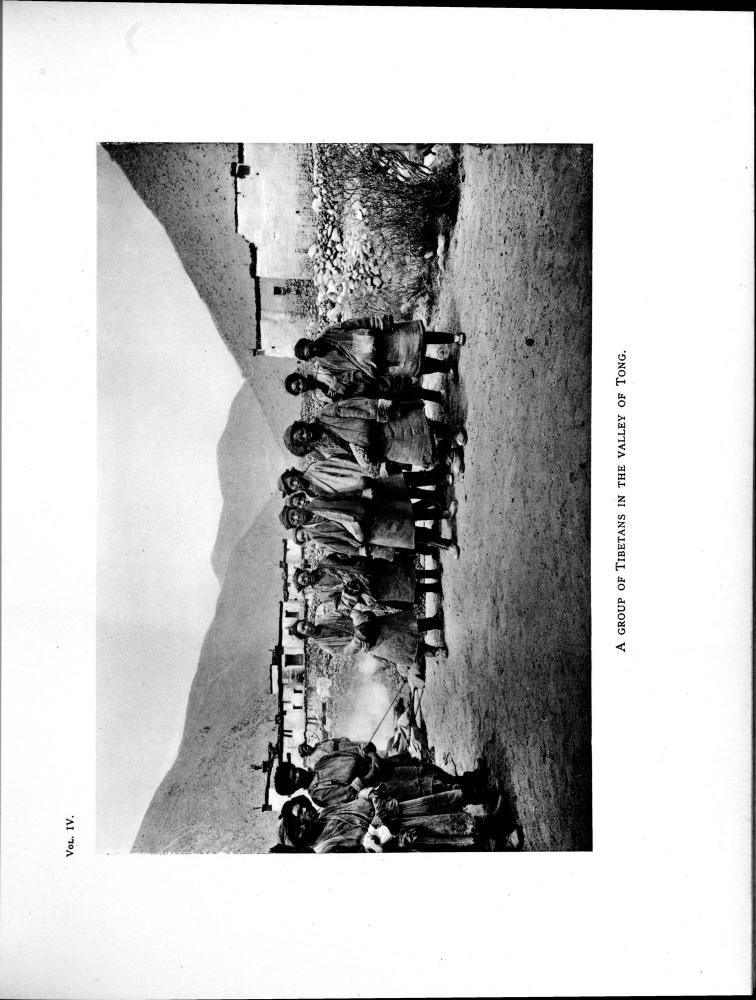 Vol. IV.
A GROUP OF TIBETANS IN THE VALLEY OF TONG.